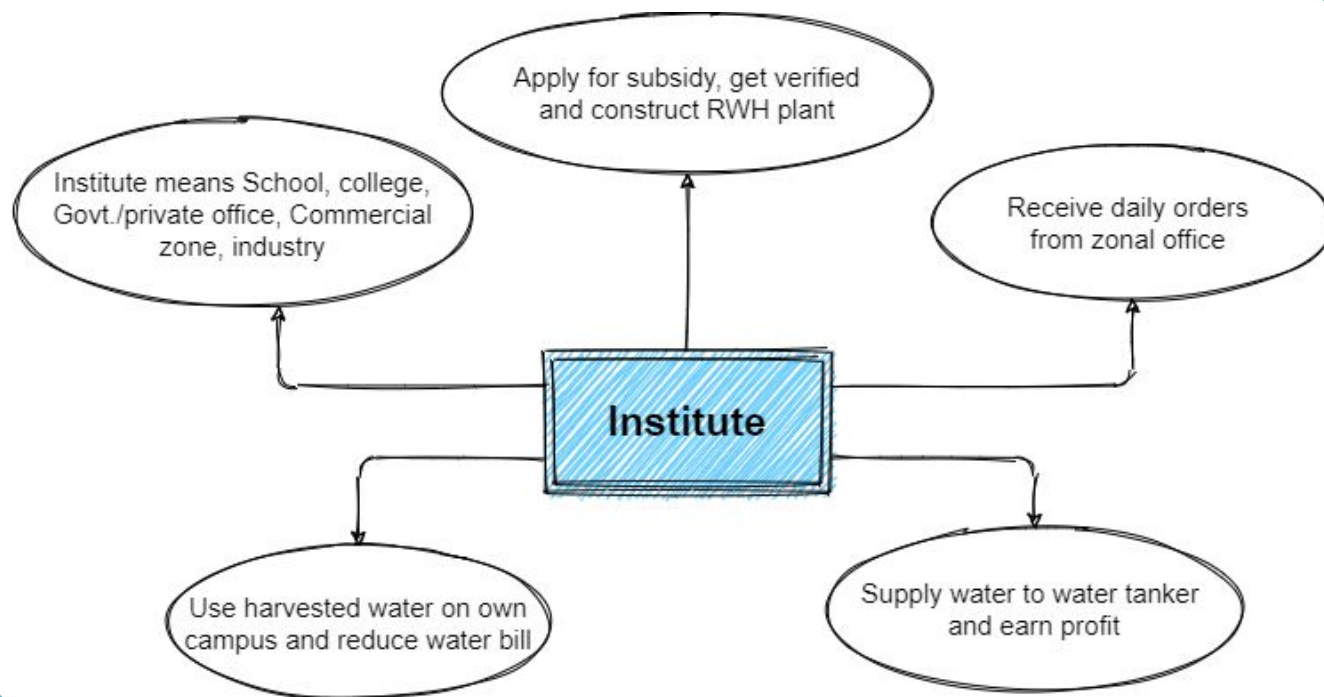 Apply for subsidy, get verified
and construct RWH plant
Institute means School, college,
Govt./private office, Commercial
zone, industry
Receive daily orders
from zonal office
Institute
Use harvested water on own
campus and reduce water bill
Supply water to water tanker
and earn profit